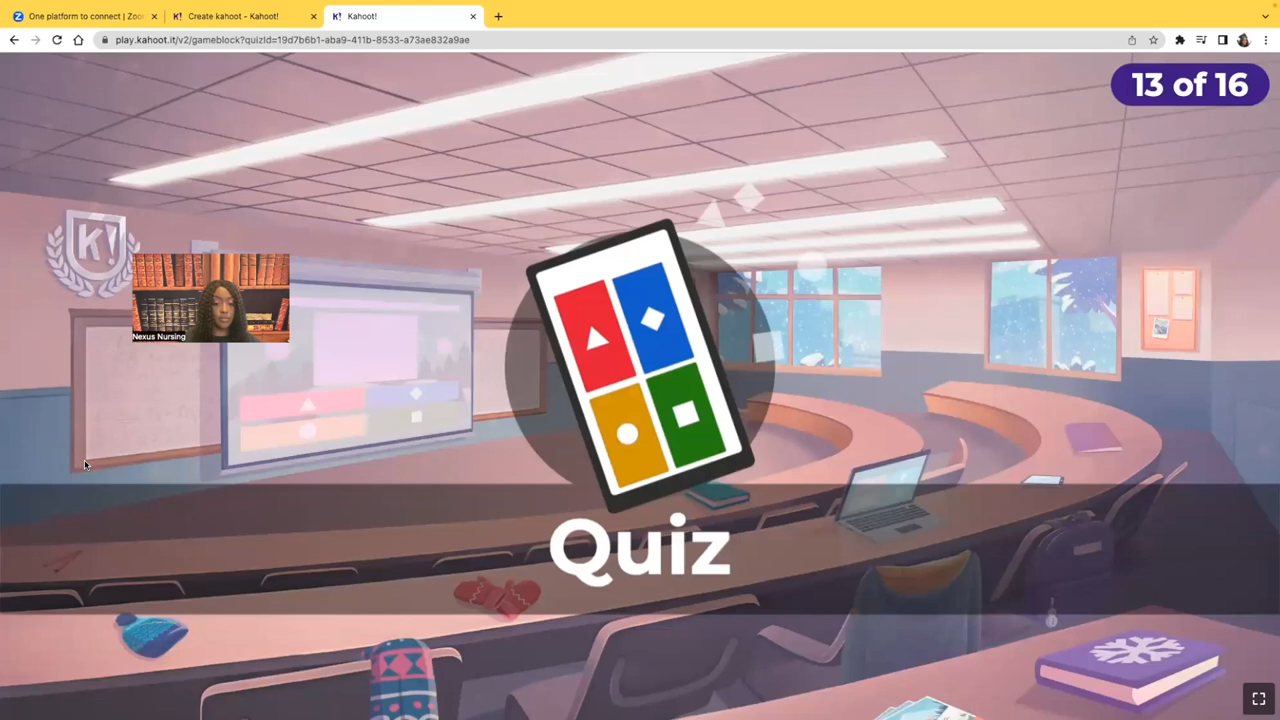 One platform to connect | Zoo
Create kahoot - Kahoot!
Kahoot!
play.kahoot.it/v2/gameblock?quizId=19d7b6b1-aba9-411b-8533-a73ae832a9ae
13 of 16
K!
Nexus Nursing
Quiz